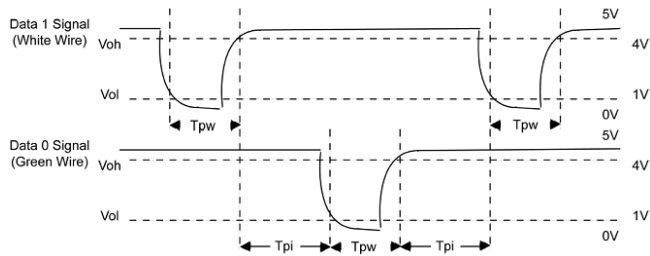 Data 1 Signal
(White Wire)
Voh
Vol
5V
4V
1V
0V
Tpw
Tpw
Data 0 Signal
(Green Wire)
Voh
Vol
5V
4V
1V
0V
Tpi
Tpw
Tpi